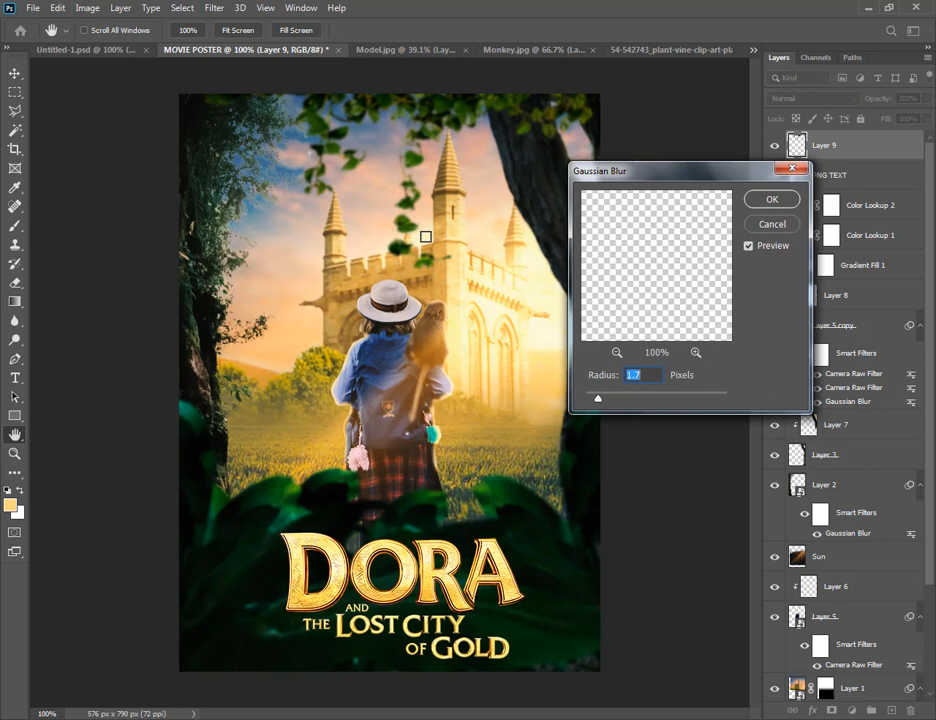 Ps
File Edit Image Layer Type Select Filter 3D View Window Help
Scroll All Windows 100% Fit Screen Fill Screen
Untitled-1.psd @ 100% (... × MOVIE POSTER @ 100% (Layer 9, RGB/8#) * × Model.jpg @ 39.1% (Lay... × Monkey.jpg @ 66.7% (La... × 54-542743_plant-vine-clip-art-pla
Layers Channels Paths
Kind
Normal Opacity: 100%
Lock: Fill: 100%
Layer 9
PNG TEXT
Color Lookup 2
Color Lookup 1
Gradient Fill 1
Layer 8
ayer 5 copy
Smart Filters
Camera Raw Filter
Camera Raw Filter
Gaussian Blur
Layer 7
Layer 3
Layer 2
Smart Filters
Gaussian Blur
Sun
Layer 6
Layer 5
Smart Filters
Camera Raw Filter
Layer 1
Gaussian Blur
OK
Cancel
Preview
100%
Radius: 1.7 Pixels
DORA
AND
THE LOST CITY
OF GOLD
100% 576 px x 790 px (72 ppi)